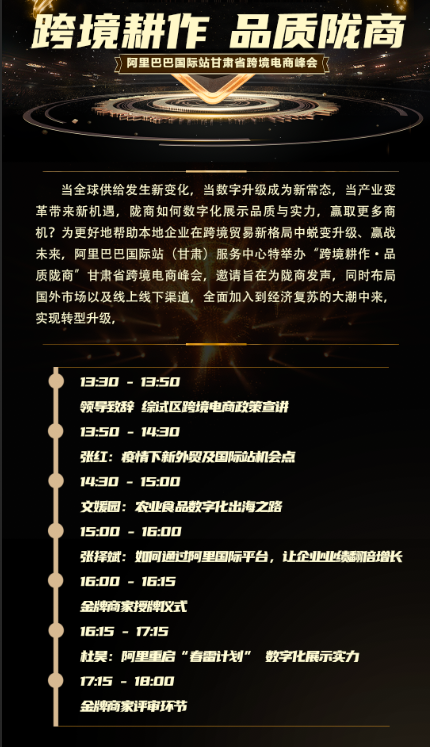 跨境耕作 品质陇商
阿里巴巴国际站甘肃省跨境电商峰会
当全球供给发生新变化，当数字升级成为新常态，当产业变
革带来新机遇，陇商如何数字化展示品质与实力，赢取更多商
机？为更好地帮助本地企业在跨境贸易新格局中蜕变升级、赢战
未来，阿里巴巴国际站（甘肃）服务中心特举办“跨境耕作·品
质陇商”甘肃省跨境电商峰会，邀请旨在为陇商发声，同时布局
国外市场以及线上线下渠道，全面加入到经济复苏的大潮中来，
实现转型升级，
13:30 - 13:50
领导致辞 综试区跨境电商政策宣讲
13:50 - 14:30
张红：疫情下新外贸及国际站机会点
14:30 - 15:00
文媛园：农业食品数字化出海之路
15:00 - 16:00
张择斌：如何通过阿里国际平台，让企业业绩翻倍增长
16:00 - 16:15
金牌商家授牌仪式
16:15 - 17:15
杜昊：阿里重启“春雷计划” 数字化展示实力
17:15 - 18:00
金牌商家评审环节